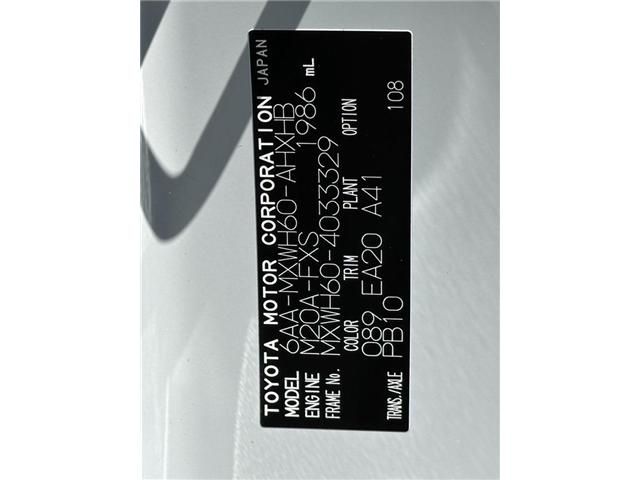 TOYOTA MOTOR CORPORATION JAPAN
MODEL 6AA-MXWH60-AHXHB
ENGINE M20A-FXS 1986 mL
FRAME No. MXWH60-4033329
COLOR TRIM PLANT OPTION
089 EA20 A41
TRANS./AXLE PB10 108